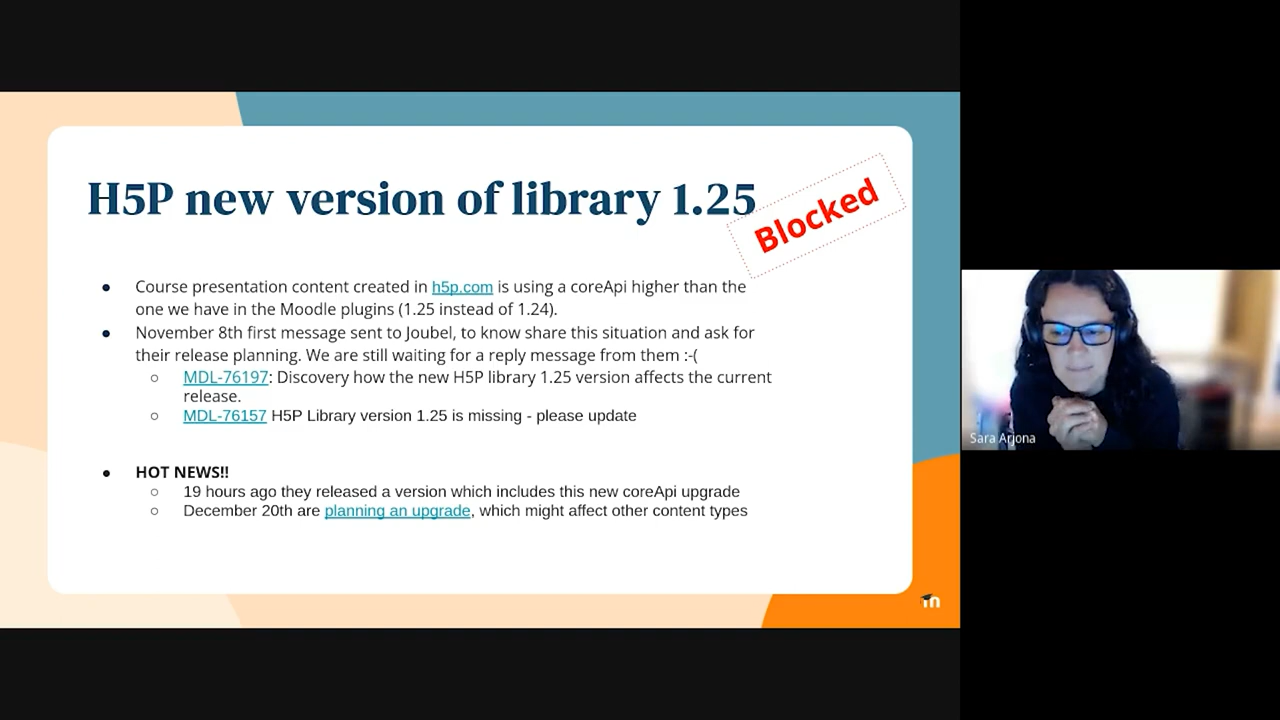 H5P new version of library 1.25
Blocked
● Course presentation content created in h5p.com is using a coreApi higher than the
one we have in the Moodle plugins (1.25 instead of 1.24).
● November 8th first message sent to Joubel, to know share this situation and ask for
their release planning. We are still waiting for a reply message from them :-(
○ MDL-76197: Discovery how the new H5P library 1.25 version affects the current
release.
○ MDL-76157 H5P Library version 1.25 is missing - please update
● HOT NEWS!!
○ 19 hours ago they released a version which includes this new coreApi upgrade
○ December 20th are planning an upgrade, which might affect other content types
m
Sara Arjona